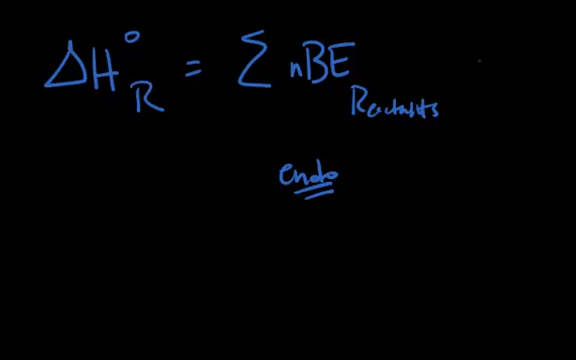 ΔH°R = Σ nBE Reactants
endo